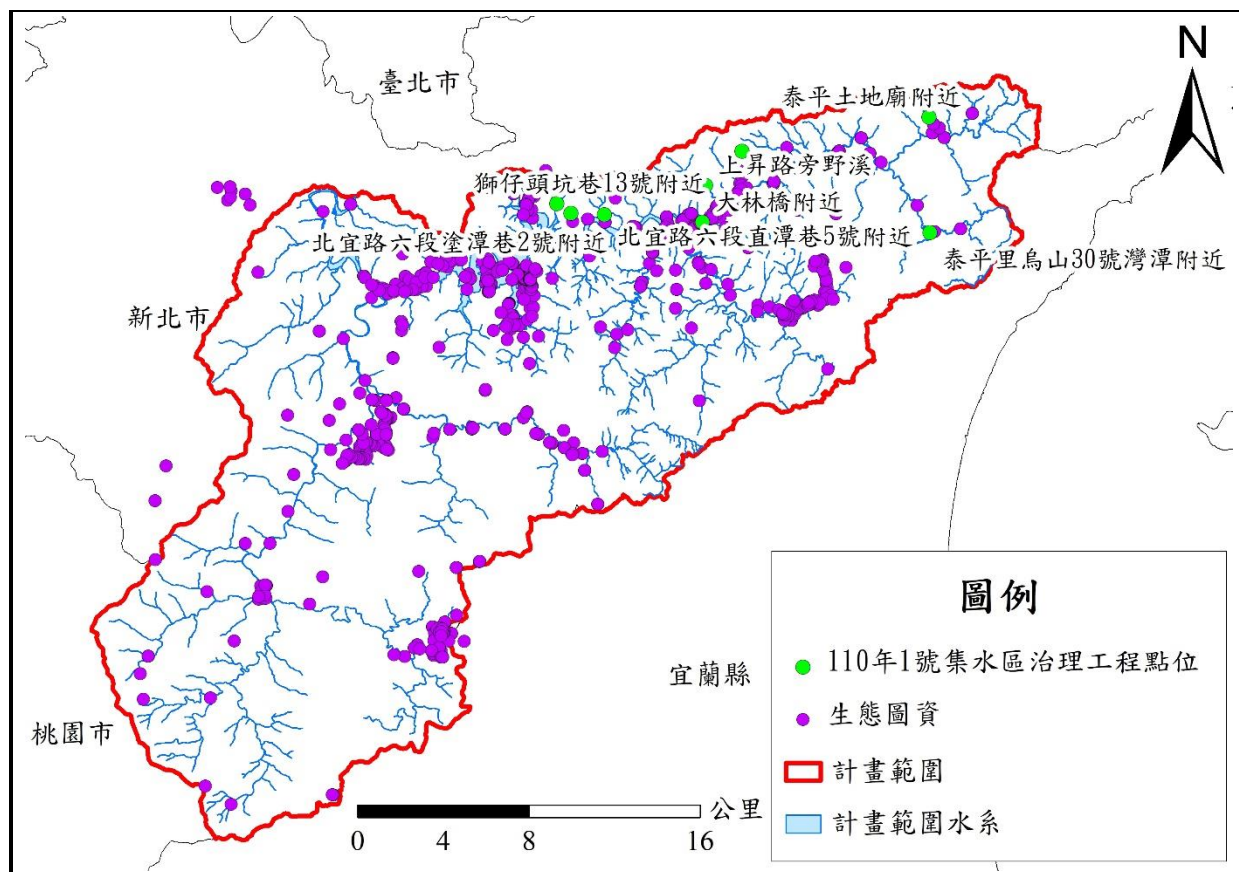 N
臺北市
泰平土地廟附近
上昇路旁野溪
獅仔頭坑巷13號附近
大林橋附近
北宜路六段塗潭巷2號附近
北宜路六段直潭巷5號附近
泰平里烏山30號灣潭附近
新北市
宜蘭縣
桃園市
圖例
110年1號集水區治理工程點位
生態圖資
計畫範圍
計畫範圍水系
公里
0 4 8 16